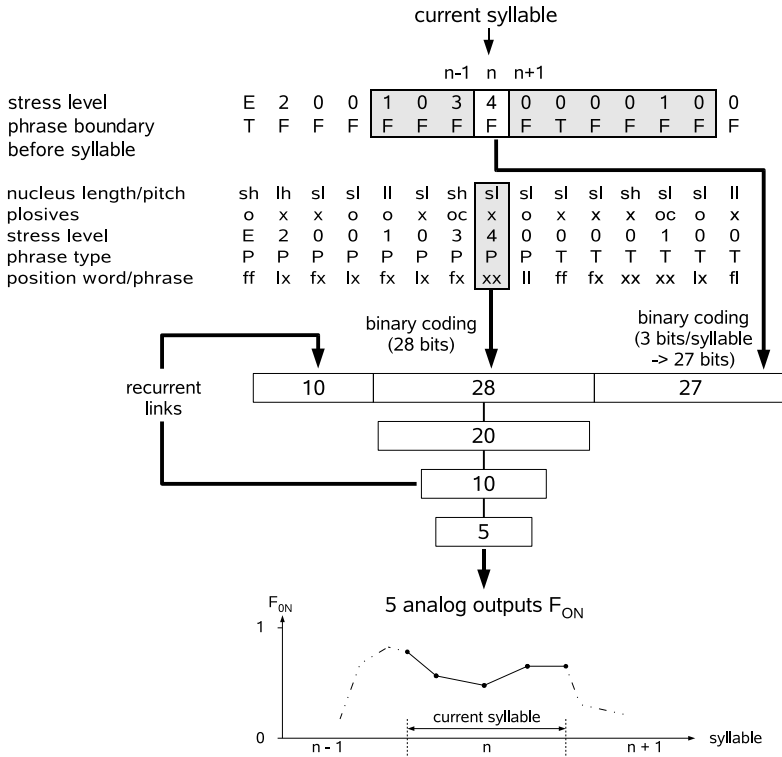 current syllable
n-1 n n+1
stress level E 2 0 0 1 0 3 4 0 0 0 0 1 0 0
phrase boundary T F F F F F F F F T F F F F F
before syllable
nucleus length/pitch sh lh sl sl ll sl sh sl sl sl sl sh sl sl ll
plosives o x x o o x oc x o x x x oc o x
stress level E 2 0 0 1 0 3 4 0 0 0 0 1 0 0
phrase type P P P P P P P P P T T T T T T
position word/phrase ff lx fx lx fx lx fx xx ll ff fx xx xx lx fl
binary coding
(28 bits)
binary coding
(3 bits/syllable
-> 27 bits)
recurrent
links
10 28 27
20
10
5
5 analog outputs F_ON
F_0N
1
current syllable
0
n - 1 n n + 1
syllable